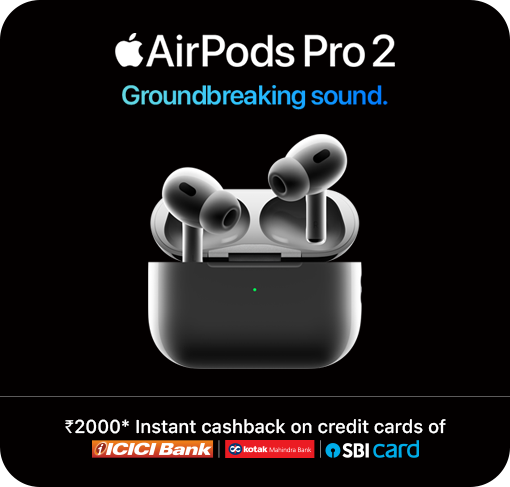 AirPods Pro 2
Groundbreaking sound.
₹2000* Instant cashback on credit cards of
ICICI Bank | kotak Mahindra Bank | SBI card